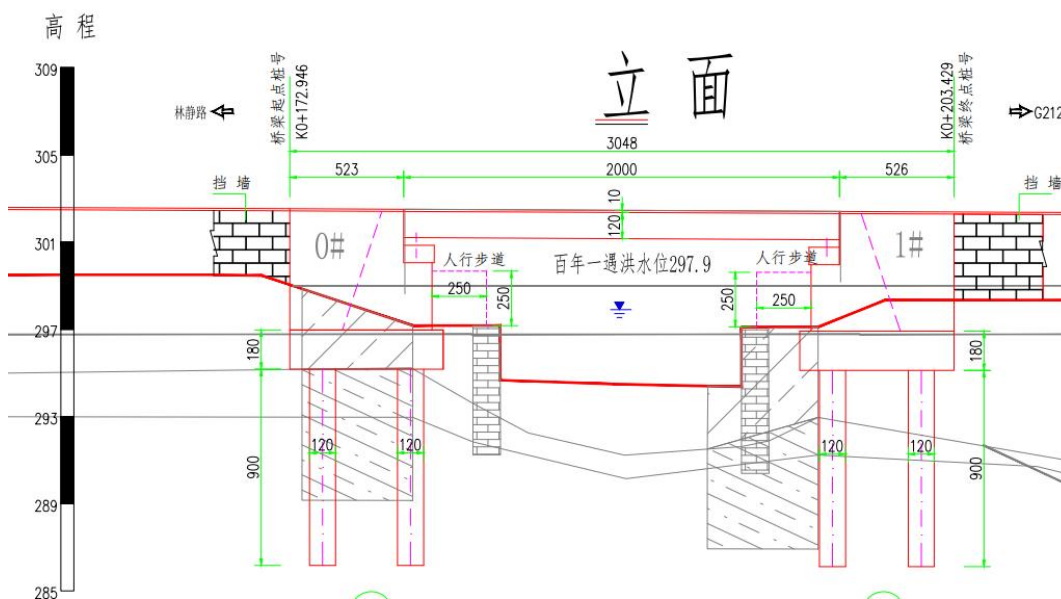 高程
立面
309
305
301
297
293
289
285
林静路
桥梁起点桩号
K0+172.946
桥梁终点桩号
K0+203.429
G212
3048
523
2000
526
挡墙
挡墙
10
120
0#
1#
人行步道
百年一遇洪水位297.9
人行步道
250
250
250
250
180
180
120
120
120
120
900
900